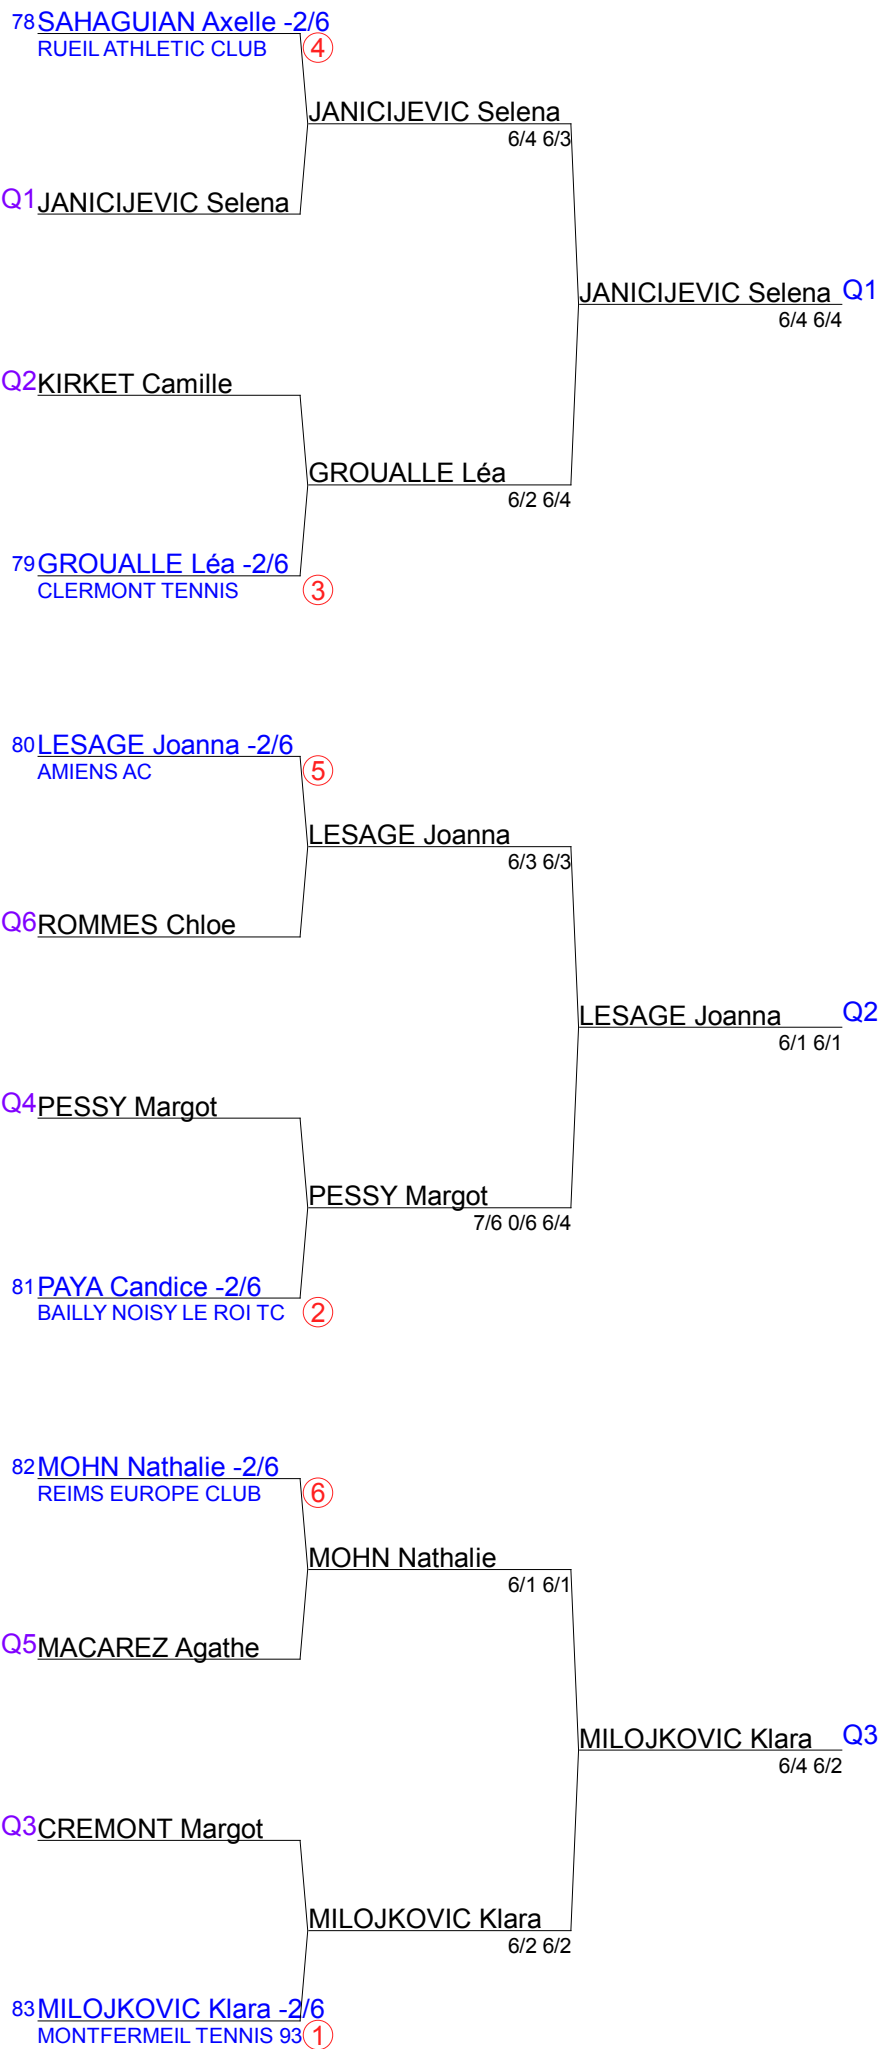 78 SAHAGUIAN Axelle -2/6
RUEIL ATHLETIC CLUB 4
JANICIJEVIC Selena
6/4 6/3
Q1 JANICIJEVIC Selena
JANICIJEVIC Selena Q1
6/4 6/4
Q2 KIRKET Camille
GROUALLE Léa
6/2 6/4
79 GROUALLE Léa -2/6
CLERMONT TENNIS 3
80 LESAGE Joanna -2/6
AMIENS AC 5
LESAGE Joanna
6/3 6/3
Q6 ROMMES Chloe
LESAGE Joanna Q2
6/1 6/1
Q4 PESSY Margot
PESSY Margot
7/6 0/6 6/4
81 PAYA Candice -2/6
BAILLY NOISY LE ROI TC 2
82 MOHN Nathalie -2/6
REIMS EUROPE CLUB 6
MOHN Nathalie
6/1 6/1
Q5 MACAREZ Agathe
MILOJKOVIC Klara Q3
6/4 6/2
Q3 CREMONT Margot
MILOJKOVIC Klara
6/2 6/2
83 MILOJKOVIC Klara -2/6
MONTFERMEIL TENNIS 93 1